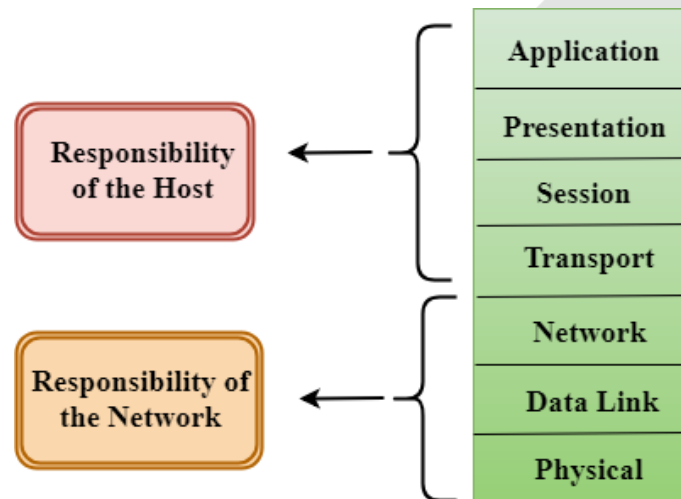 Application
Presentation
Session
Transport
Network
Data Link
Physical
Responsibility
of the Host
Responsibility of
the Network